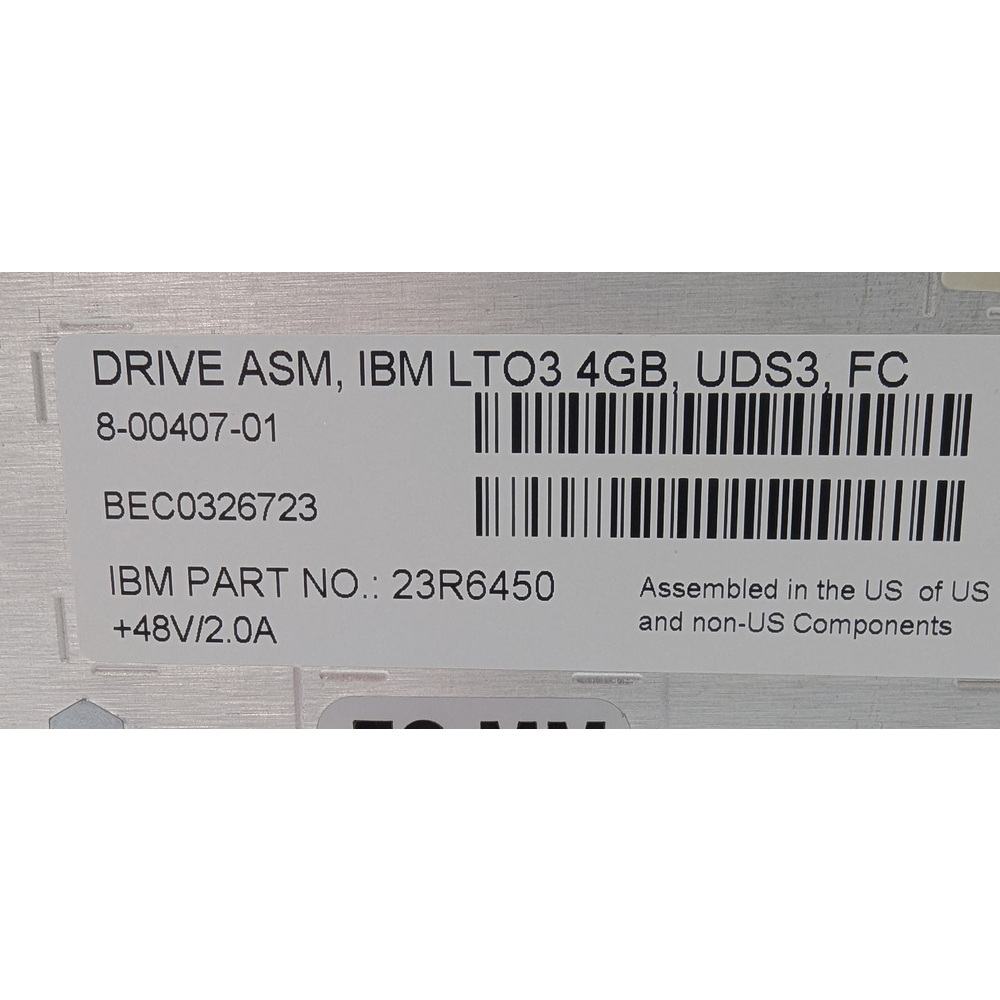 DRIVE ASM, IBM LTO3 4GB, UDS3, FC
8-00407-01
BEC0326723
IBM PART NO.: 23R6450
+48V/2.0A
Assembled in the US of US
and non-US Components